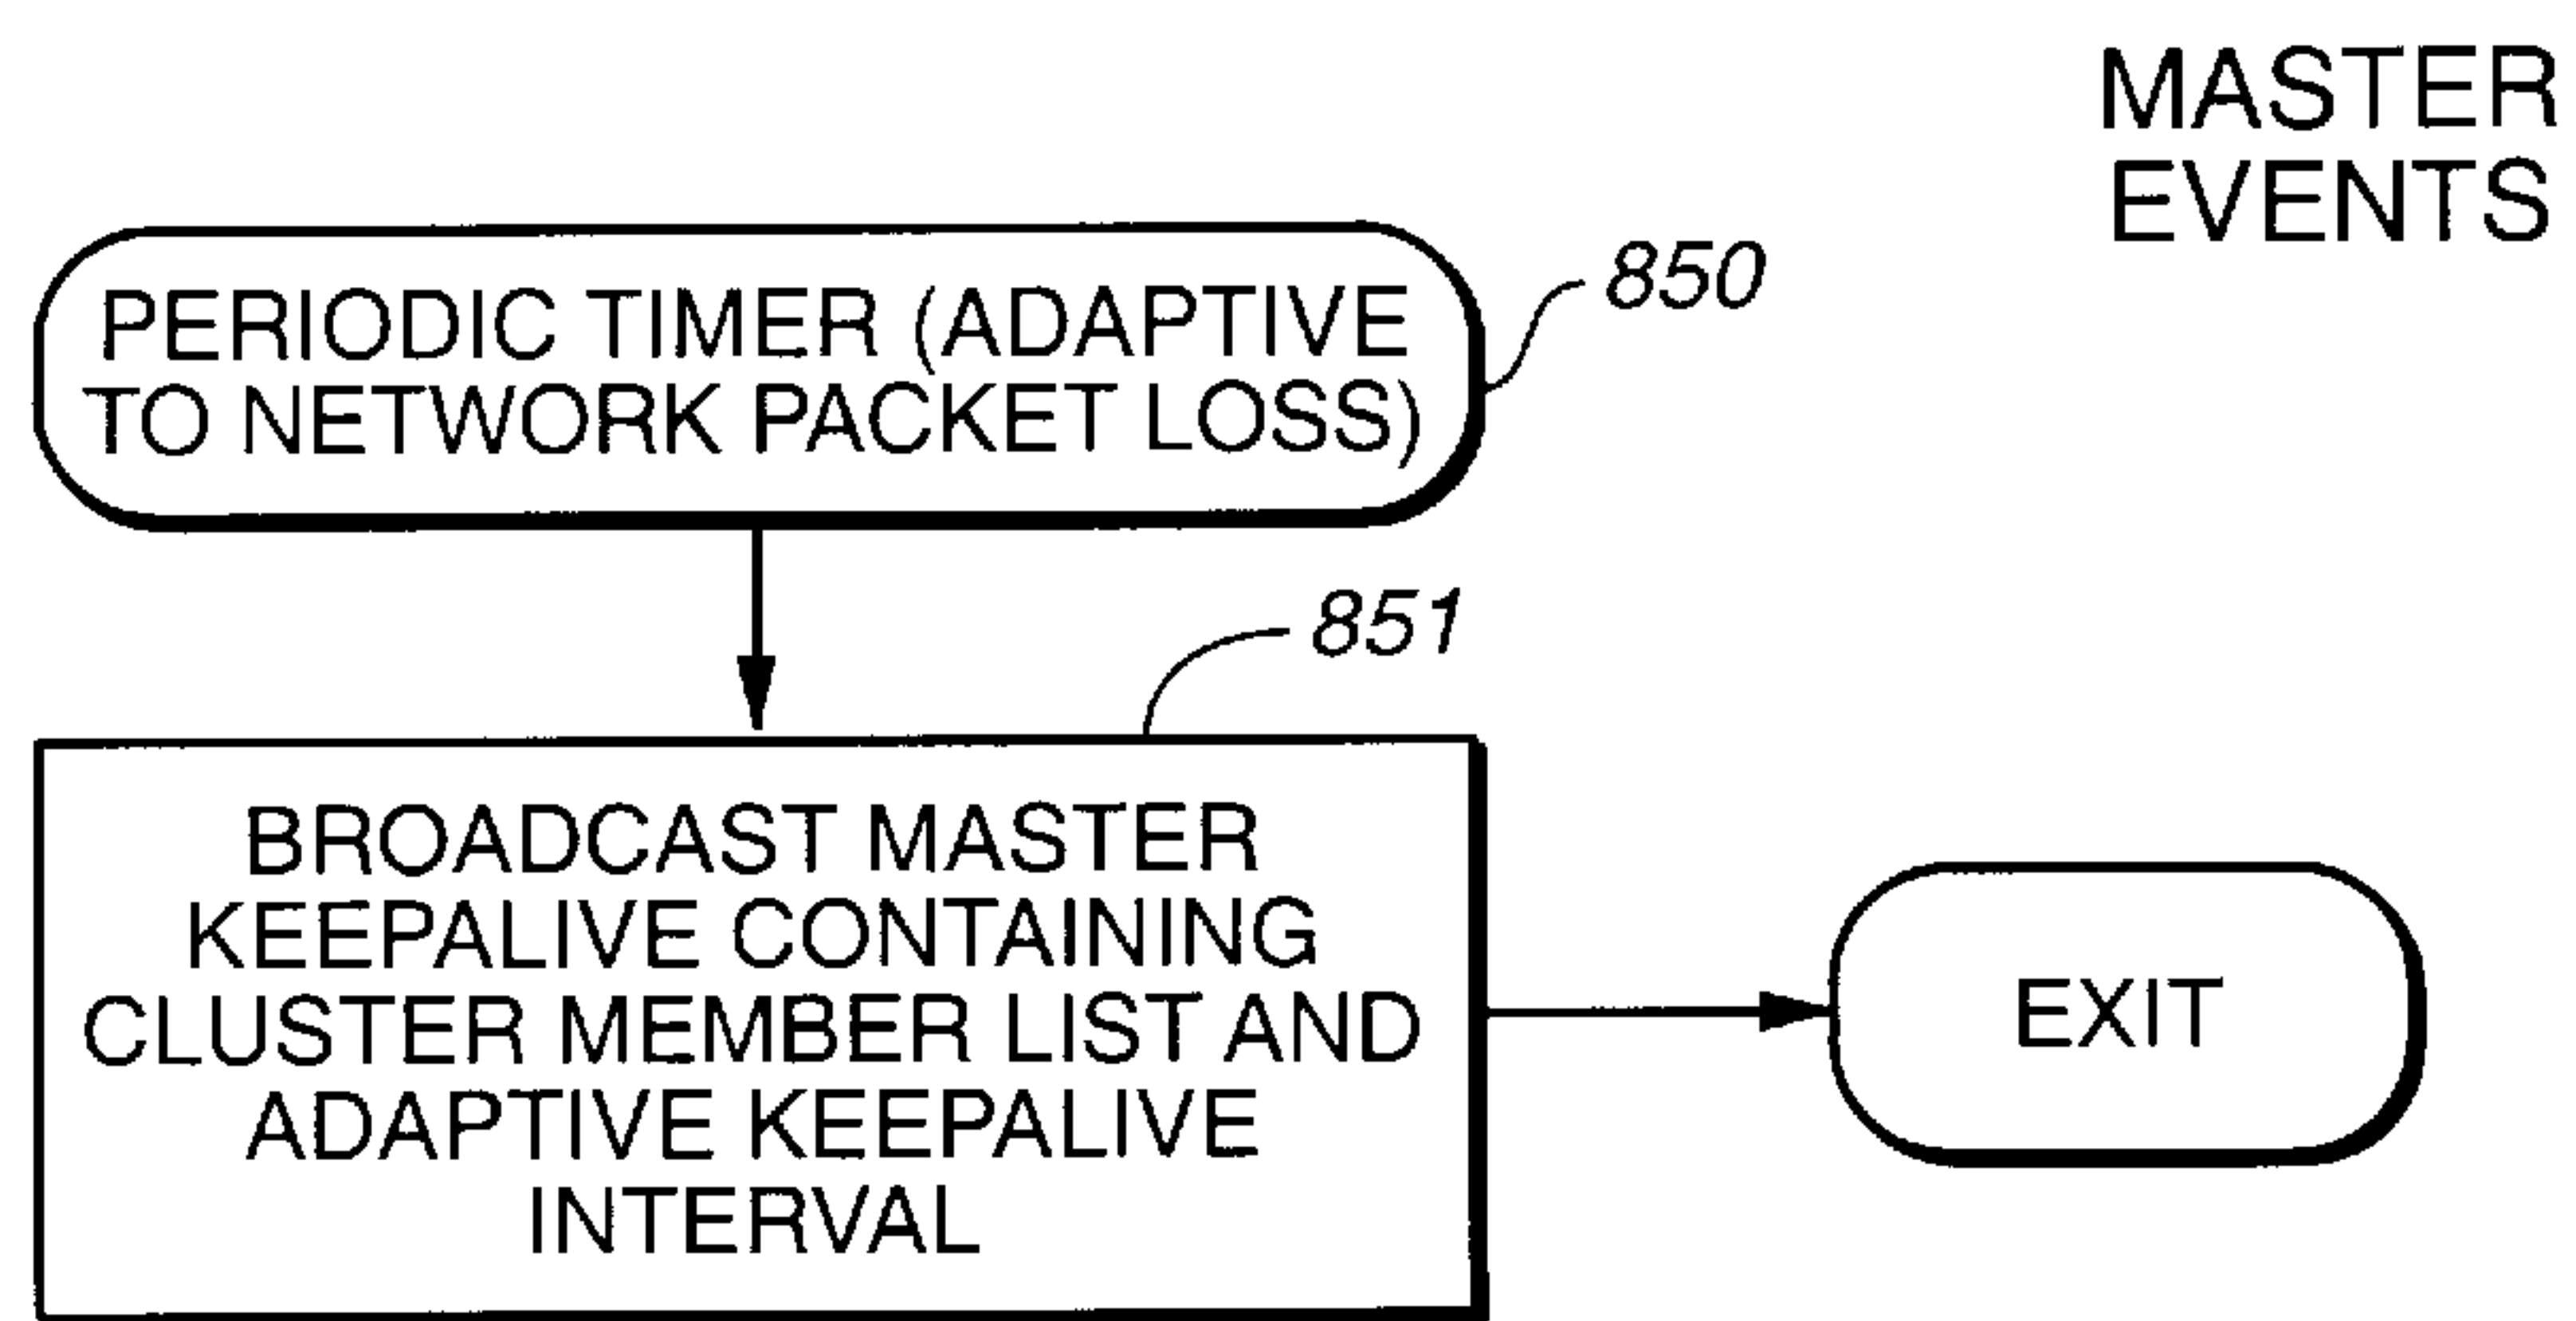 MASTER
EVENTS
PERIODIC TIMER (ADAPTIVE
TO NETWORK PACKET LOSS)
850
851
BROADCAST MASTER
KEEPALIVE CONTAINING
CLUSTER MEMBER LIST AND
ADAPTIVE KEEPALIVE
INTERVAL
EXIT